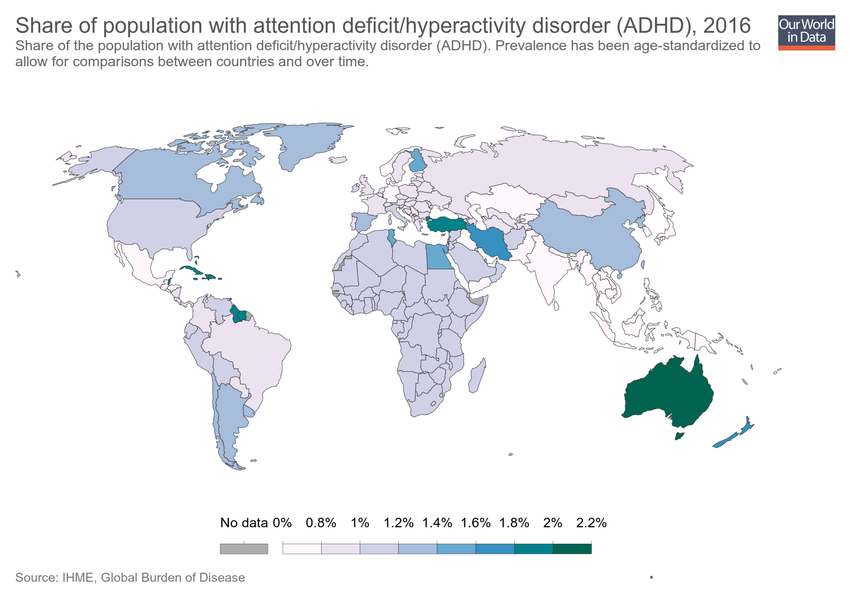 Share of population with attention deficit/hyperactivity disorder (ADHD), 2016
Our World
in Data
Share of the population with attention deficit/hyperactivity disorder (ADHD). Prevalence has been age-standardized to
allow for comparisons between countries and over time.
No data 0% 0.8% 1% 1.2% 1.4% 1.6% 1.8% 2% 2.2%
Source: IHME, Global Burden of Disease